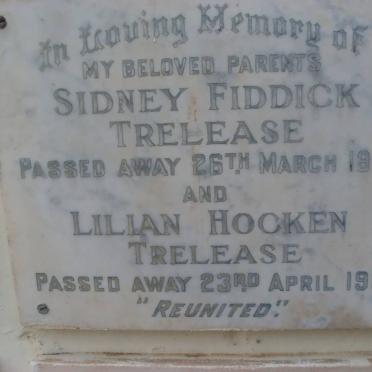 In Loving Memory of
MY BELOVED PARENTS
SIDNEY FIDDICK
TRELEASE
PASSED AWAY 26TH MARCH 19
AND
LILIAN HOCKEN
TRELEASE
PASSED AWAY 23RD APRIL 19
"REUNITED."